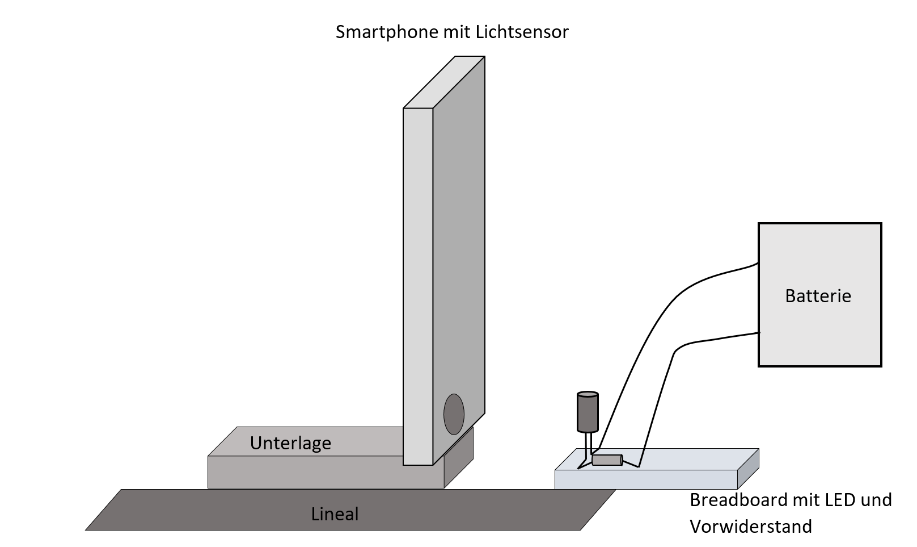 Smartphone mit Lichtsensor
Batterie
Unterlage
Breadboard mit LED und
Vorwiderstand
Lineal